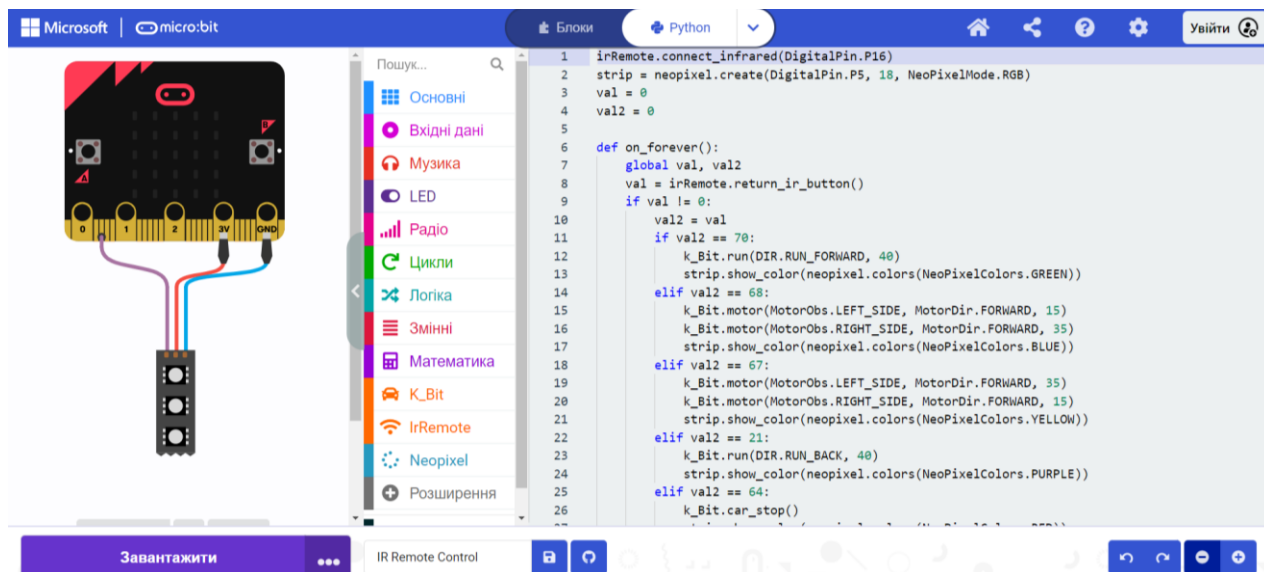 Microsoft micro:bit
Блоки
Python
Увійти
A
B
0 1 2 3V GND
Пошук...
Основні
Вхідні дані
Музика
LED
Радіо
Цикли
Логіка
Змінні
Математика
K_Bit
IrRemote
Neopixel
Розширення
1 irRemote.connect_infrared(DigitalPin.P16)
2 strip = neopixel.create(DigitalPin.P5, 18, NeoPixelMode.RGB)
3 val = 0
4 val2 = 0
5
6 def on_forever():
7 global val, val2
8 val = irRemote.return_ir_button()
9 if val != 0:
10 val2 = val
11 if val2 == 70:
12 k_Bit.run(DIR.RUN_FORWARD, 40)
13 strip.show_color(neopixel.colors(NeoPixelColors.GREEN))
14 elif val2 == 68:
15 k_Bit.motor(MotorObs.LEFT_SIDE, MotorDir.FORWARD, 15)
16 k_Bit.motor(MotorObs.RIGHT_SIDE, MotorDir.FORWARD, 35)
17 strip.show_color(neopixel.colors(NeoPixelColors.BLUE))
18 elif val2 == 67:
19 k_Bit.motor(MotorObs.LEFT_SIDE, MotorDir.FORWARD, 35)
20 k_Bit.motor(MotorObs.RIGHT_SIDE, MotorDir.FORWARD, 15)
21 strip.show_color(neopixel.colors(NeoPixelColors.YELLOW))
22 elif val2 == 21:
23 k_Bit.run(DIR.RUN_BACK, 40)
24 strip.show_color(neopixel.colors(NeoPixelColors.PURPLE))
25 elif val2 == 64:
26 k_Bit.car_stop()
Завантажити
IR Remote Control